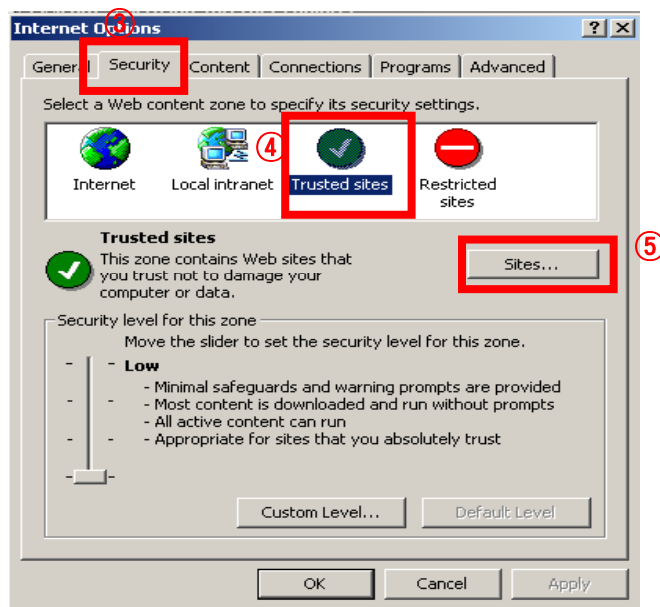 ③
Internet Options
General Security Content Connections Programs Advanced
Select a Web content zone to specify its security settings.
④
Internet Local intranet Trusted sites Restricted
sites
Trusted sites
This zone contains Web sites that
you trust not to damage your
computer or data.
⑤
Sites...
Security level for this zone
Move the slider to set the security level for this zone.
Low
- Minimal safeguards and warning prompts are provided
- Most content is downloaded and run without prompts
- All active content can run
- Appropriate for sites that you absolutely trust
Custom Level... Default Level
OK Cancel Apply